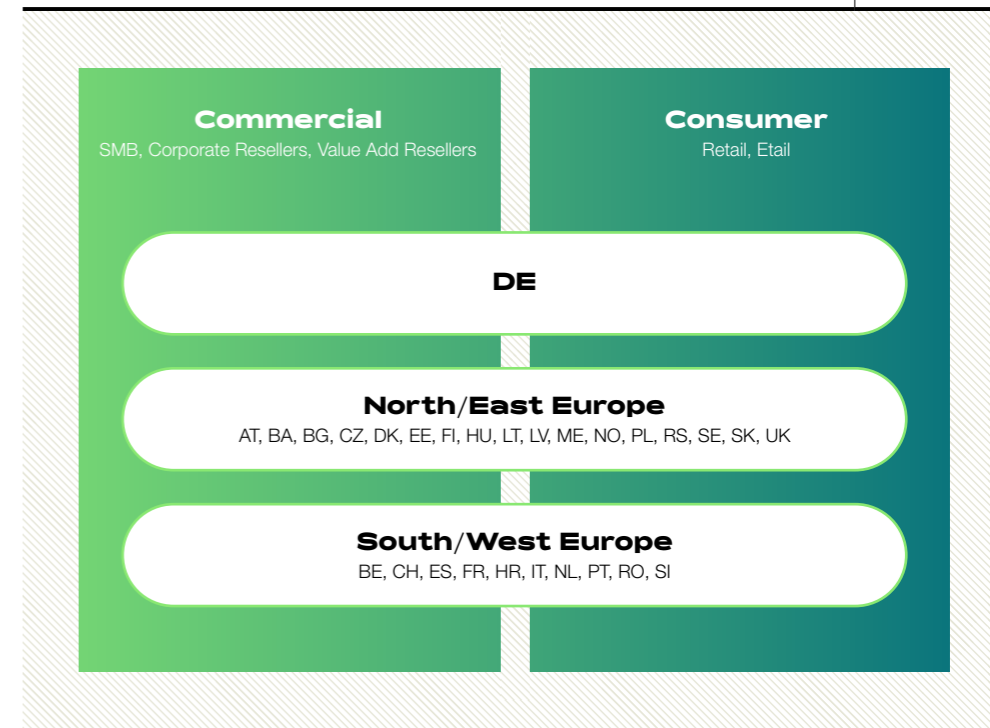 Commercial
SMB, Corporate Resellers, Value Add Resellers
Consumer
Retail, Etail
DE
North/East Europe
AT, BA, BG, CZ, DK, EE, FI, HU, LT, LV, ME, NO, PL, RS, SE, SK, UK
South/West Europe
BE, CH, ES, FR, HR, IT, NL, PT, RO, SI